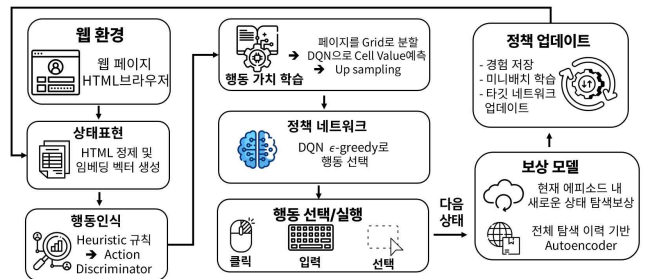 웹 환경
웹 페이지
HTML브라우저
상태표현
HTML 정제 및
임베딩 벡터 생성
행동인식
Heuristic 규칙
➔ Action
Discriminator
페이지를 Grid로 분할
➔ DQN으로 Cell Value예측
➔ Up sampling
행동 가치 학습
정책 네트워크
DQN ϵ-greedy로
행동 선택
행동 선택/실행
클릭
입력
선택
다음
상태
보상 모델
현재 에피소드 내
새로운 상태 탐색보상
전체 탐색 이력 기반
Autoencoder
정책 업데이트
- 경험 저장
- 미니배치 학습
- 타깃 네트워크
업데이트